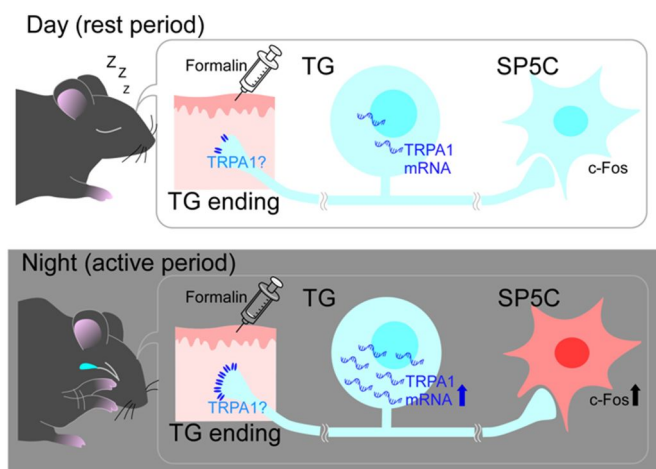 Day (rest period)
Z
Z
z
Formalin
TG
SP5C
TRPA1?
TRPA1
mRNA
c-Fos
TG ending
Night (active period)
Formalin
TG
SP5C
TRPA1?
TRPA1
mRNA
c-Fos
TG ending